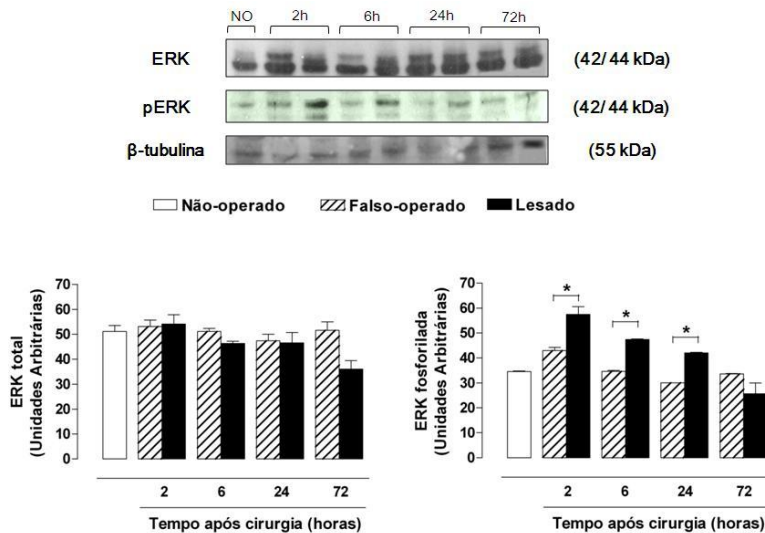 NO 2h 6h 24h 72h
ERK (42/ 44 kDa)
pERK (42/ 44 kDa)
β-tubulina (55 kDa)
Não-operado Falso-operado Lesado
ERK total
(Unidades Arbitrárias)
70
60
50
40
30
20
10
0
2 6 24 72
Tempo após cirurgia (horas)
ERK fosforilada
(Unidades Arbitrárias)
70
60
50
40
30
20
10
0
* * *
2 6 24 72
Tempo após cirurgia (horas)